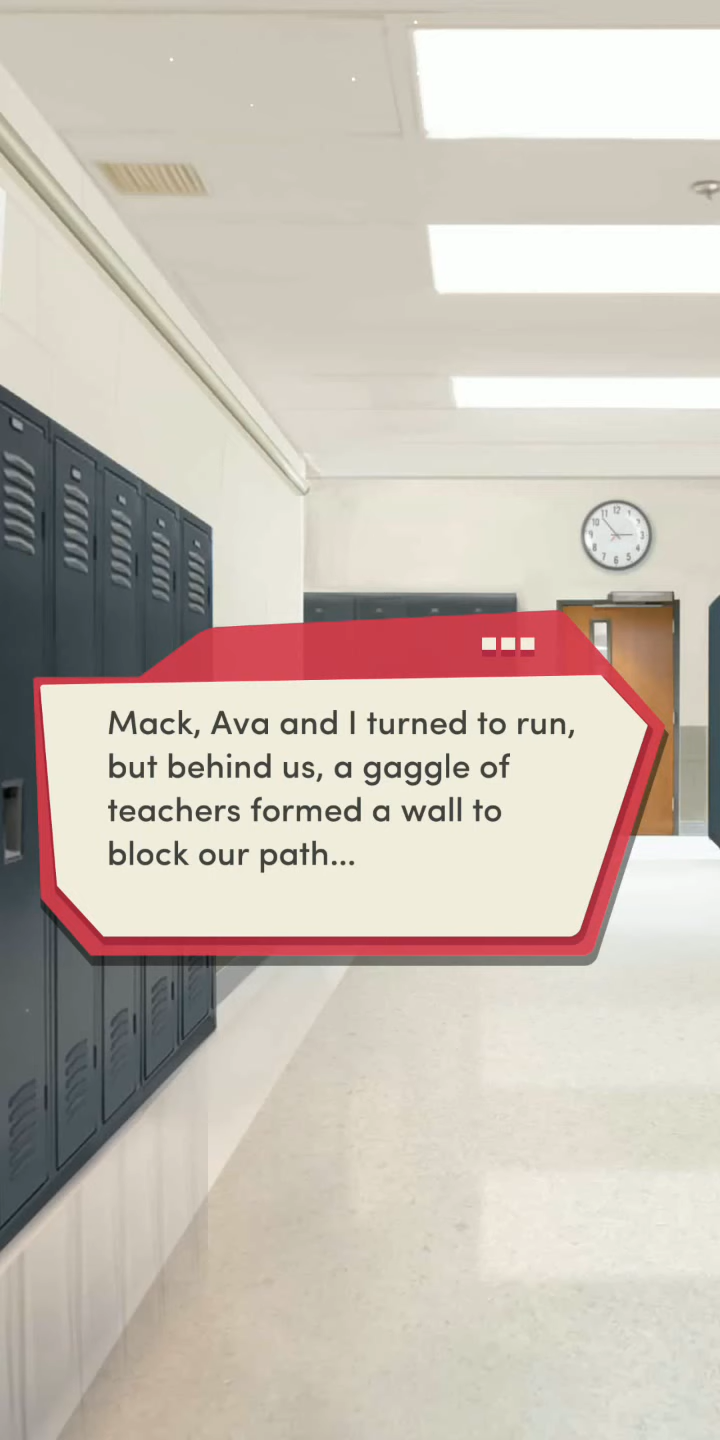 Mack, Ava and I turned to run,
but behind us, a gaggle of
teachers formed a wall to
block our path...